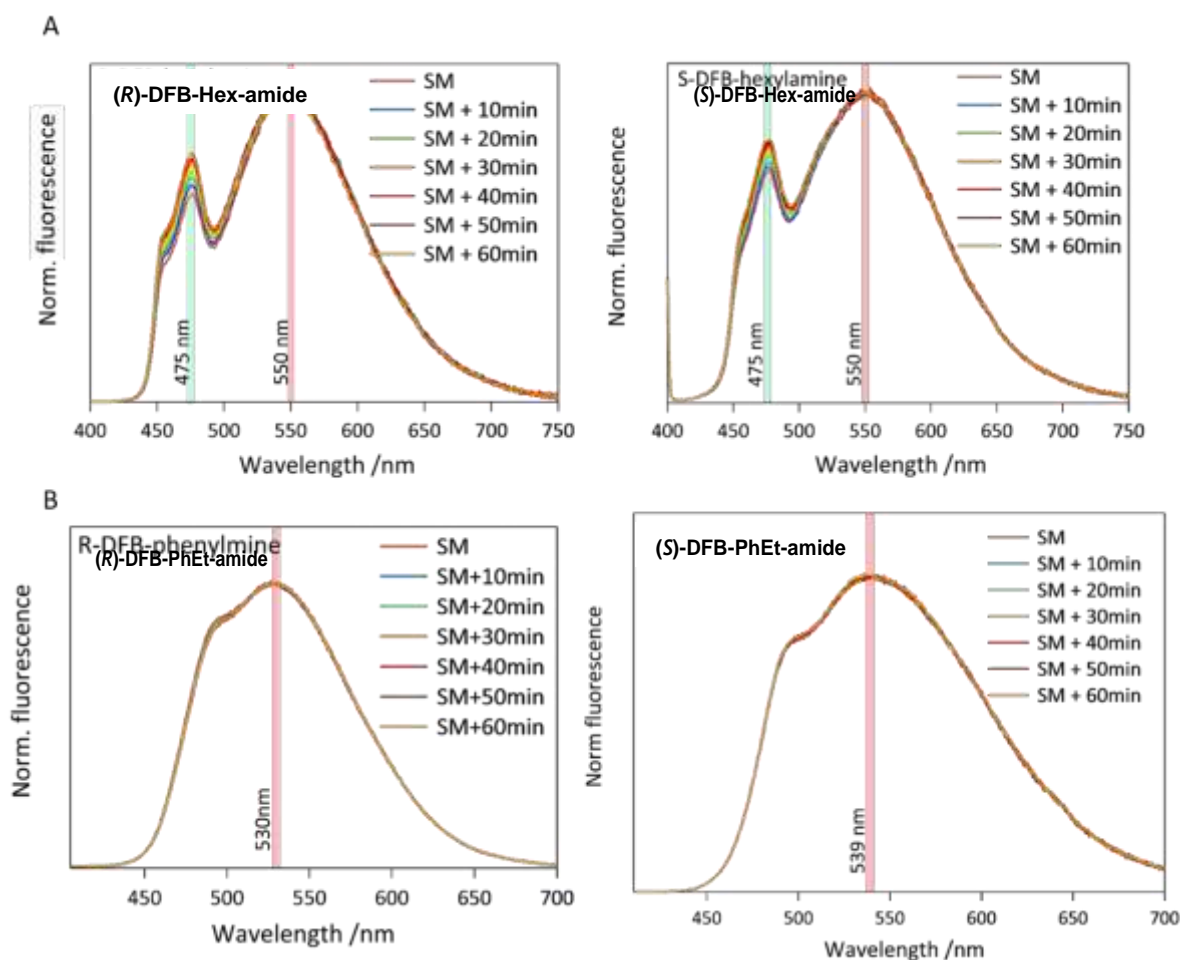 A
(R)-DFB-Hex-amide
SM
SM + 10min
SM + 20min
SM + 30min
SM + 40min
SM + 50min
SM + 60min
475 nm
550 nm
Norm. fluorescence
400 450 500 550 600 650 700 750
Wavelength /nm
S-DFB-hexylamine
(S)-DFB-Hex-amide
SM
SM + 10min
SM + 20min
SM + 30min
SM + 40min
SM + 50min
SM + 60min
475 nm
550 nm
Norm. fluorescence
400 450 500 550 600 650 700 750
Wavelength /nm
B
R-DFB-phenylmine
(R)-DFB-PhEt-amide
SM
SM+10min
SM+20min
SM+30min
SM+40min
SM+50min
SM+60min
530nm
Norm. fluorescence
450 500 550 600 650 700
Wavelength /nm
(S)-DFB-PhEt-amide
SM
SM + 10min
SM + 20min
SM + 30min
SM + 40min
SM + 50min
SM + 60min
539 nm
Norm fluorescence
450 500 550 600 650 700
Wavelength /nm